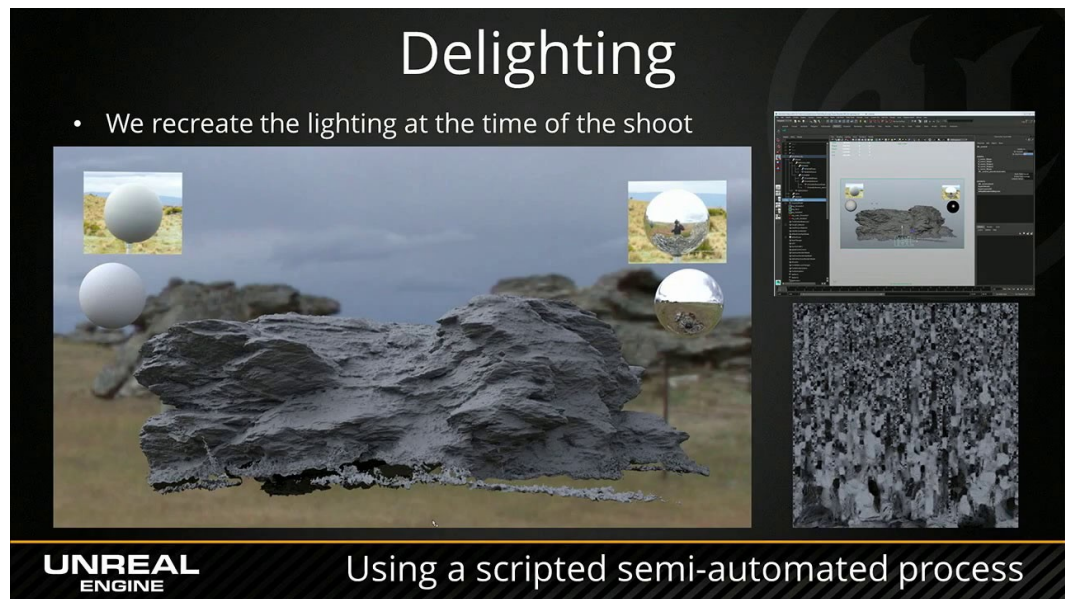 Delighting
• We recreate the lighting at the time of the shoot
UNREAL
ENGINE
Using a scripted semi-automated process